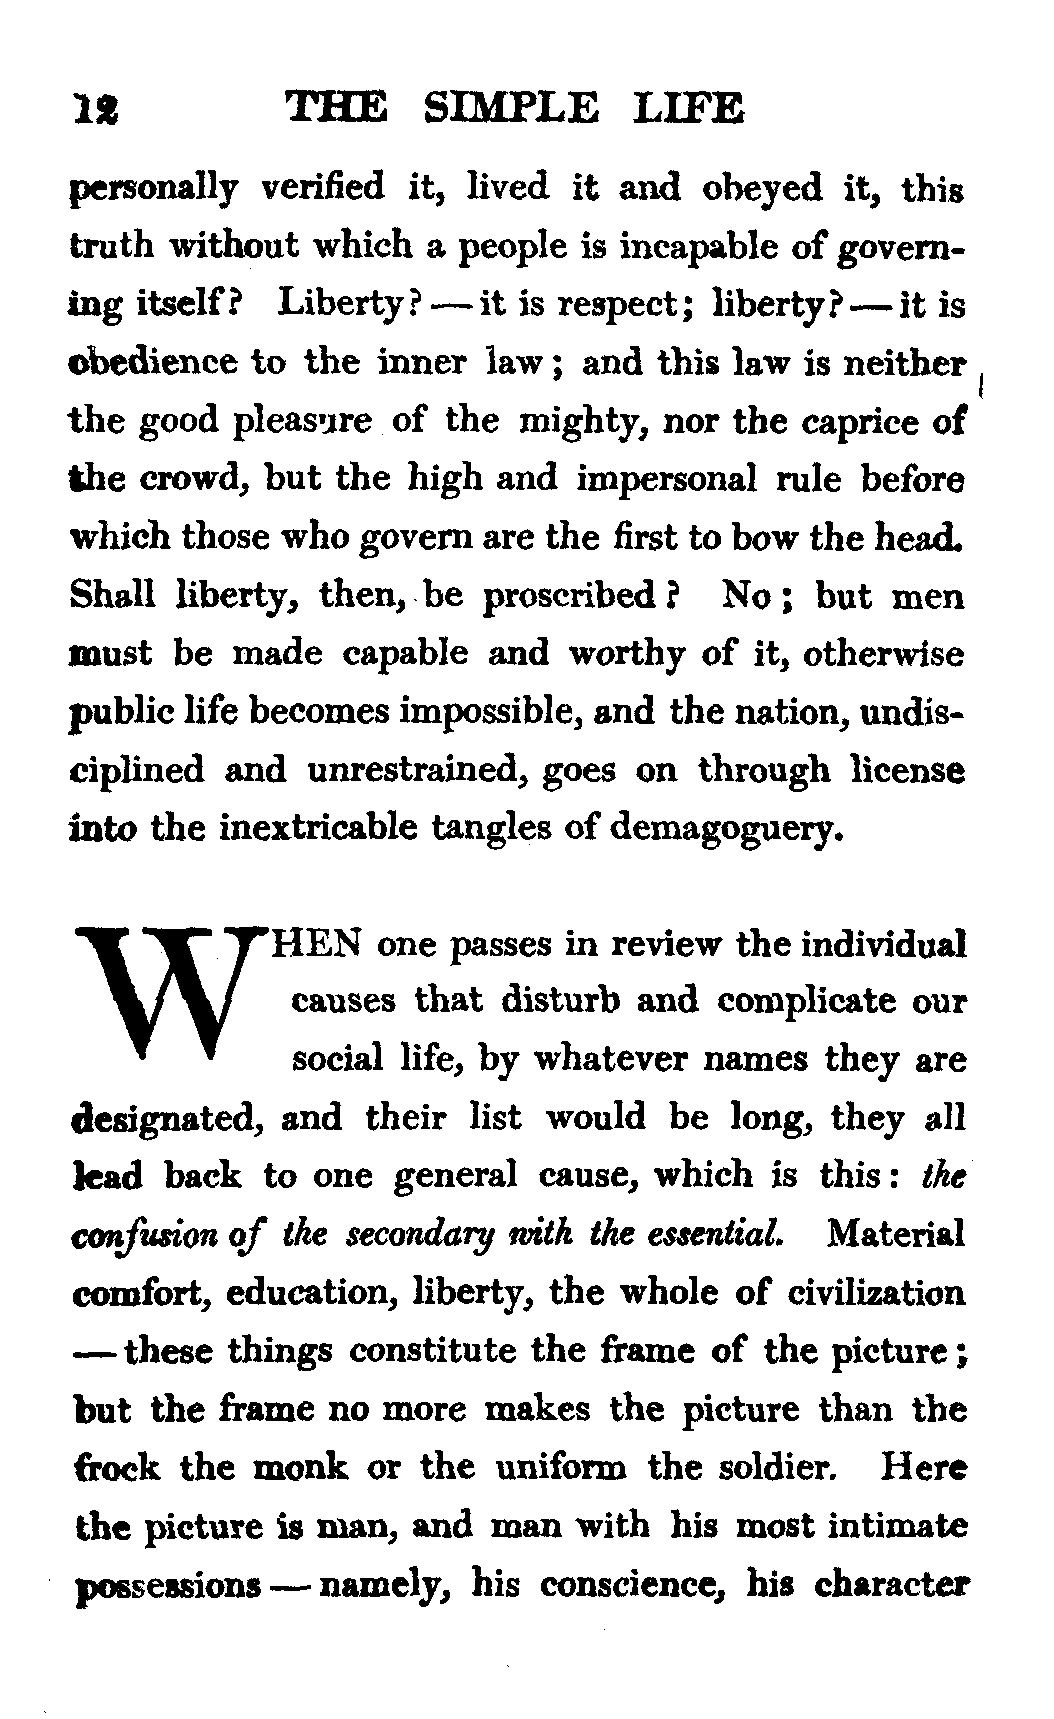 12 THE SIMPLE LIFE
personally verified it, lived it and obeyed it, this
truth without which a people is incapable of govern-
ing itself? Liberty?—it is respect; liberty?—it is
obedience to the inner law; and this law is neither
the good pleasure of the mighty, nor the caprice of
the crowd, but the high and impersonal rule before
which those who govern are the first to bow the head.
Shall liberty, then, be proscribed? No; but men
must be made capable and worthy of it, otherwise
public life becomes impossible, and the nation, undis-
ciplined and unrestrained, goes on through license
into the inextricable tangles of demagoguery.
WHEN one passes in review the individual
causes that disturb and complicate our
social life, by whatever names they are
designated, and their list would be long, they all
lead back to one general cause, which is this: the
confusion of the secondary with the essential. Material
comfort, education, liberty, the whole of civilization
—these things constitute the frame of the picture;
but the frame no more makes the picture than the
frock the monk or the uniform the soldier. Here
the picture is man, and man with his most intimate
possessions—namely, his conscience, his character